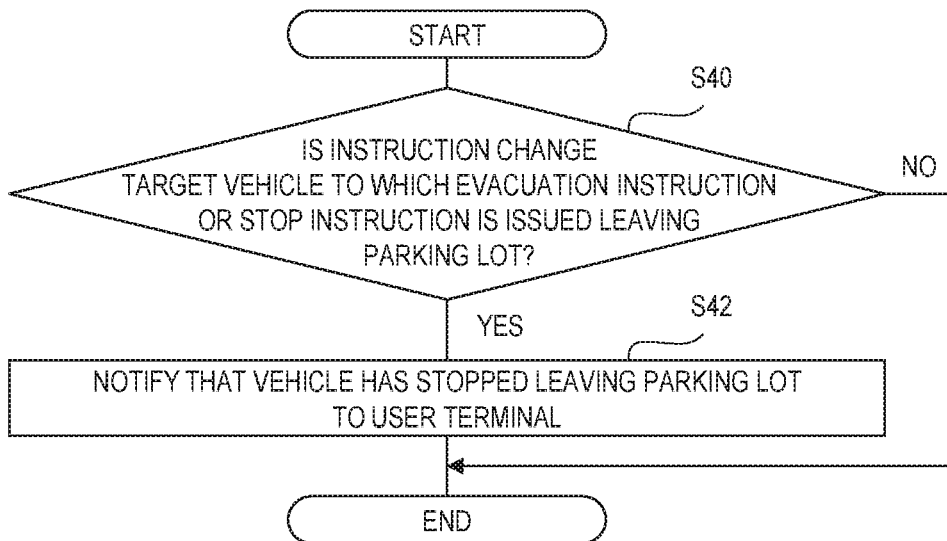 START
S40
IS INSTRUCTION CHANGE
TARGET VEHICLE TO WHICH EVACUATION INSTRUCTION
OR STOP INSTRUCTION IS ISSUED LEAVING
PARKING LOT?
NO
YES
S42
NOTIFY THAT VEHICLE HAS STOPPED LEAVING PARKING LOT
TO USER TERMINAL
END